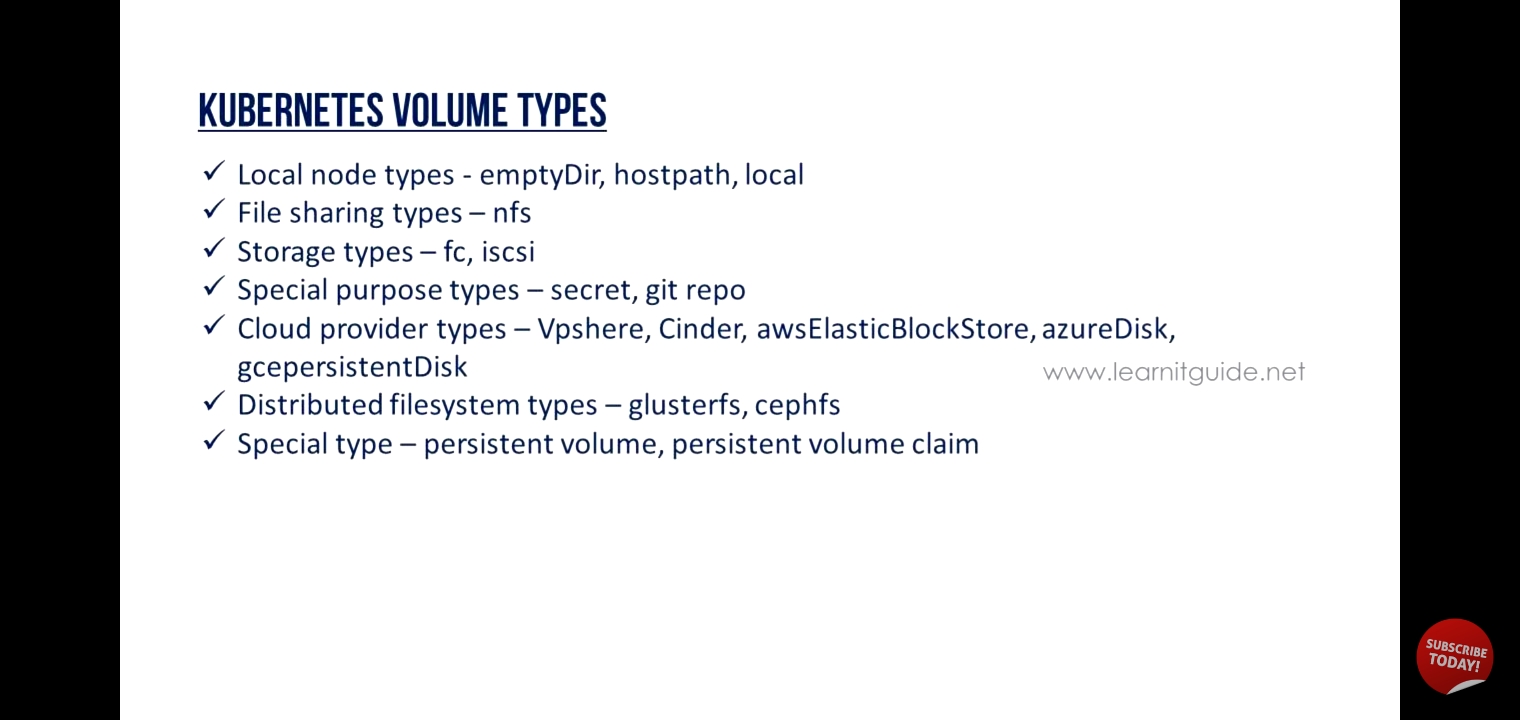 KUBERNETES VOLUME TYPES
✓ Local node types - emptyDir, hostpath, local
✓ File sharing types – nfs
✓ Storage types – fc, iscsi
✓ Special purpose types – secret, git repo
✓ Cloud provider types – Vpshere, Cinder, awsElasticBlockStore, azureDisk,
gcepersistentDisk
www.learnitguide.net
✓ Distributed filesystem types – glusterfs, cephfs
✓ Special type – persistent volume, persistent volume claim
SUBSCRIBE
TODAY!